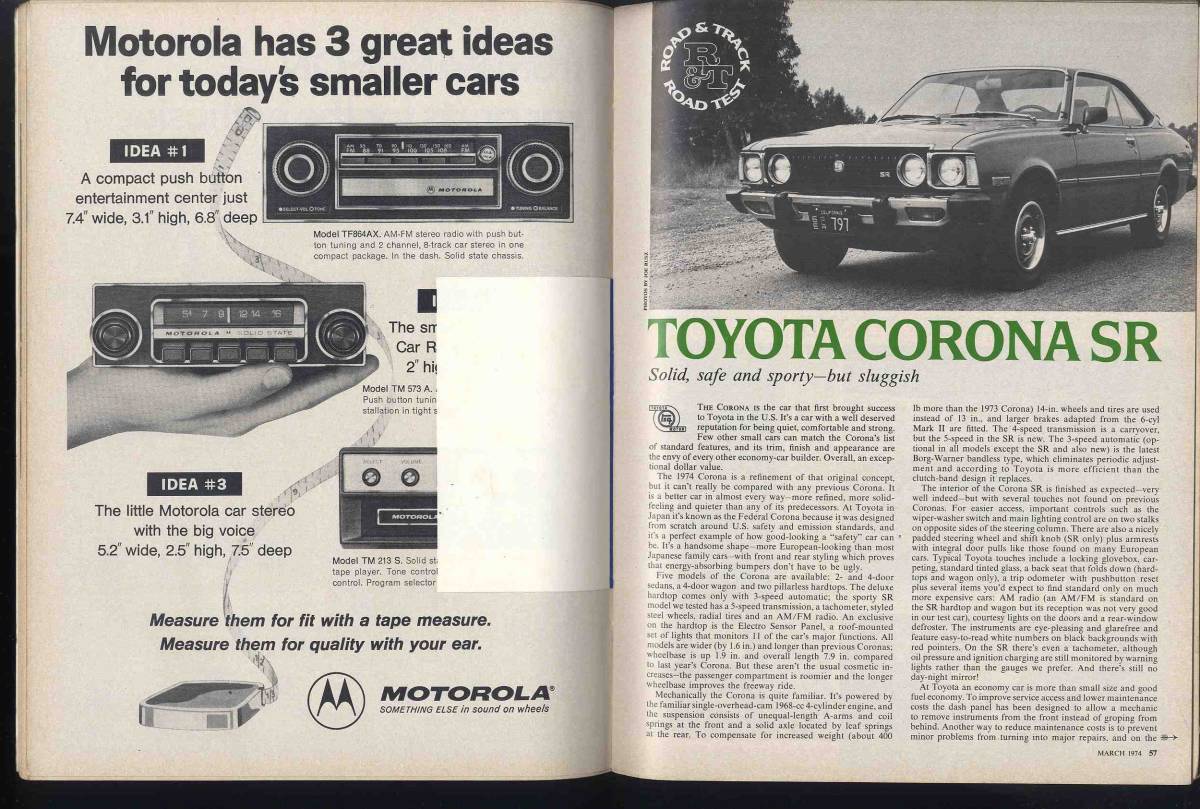 Motorola has 3 great ideas
for today's smaller cars
IDEA #1
A compact push button
entertainment center just
7.4" wide, 3.1" high, 6.8" deep
MOTOROLA
SELECT-VOL TONE
TUNING BALANCE
Model TF864AX. AM-FM stereo radio with push but-
ton tuning and 2 channel, 8-track car stereo in one
compact package. In the dash. Solid state chassis.
MOTOROLA SOLID STATE
The sm
Car R
2" hi
Model TM 573 A.
Push button tunin
stallation in tight s
IDEA #3
The little Motorola car stereo
with the big voice
5.2" wide, 2.5" high, 7.5" deep
SELECT VOLUME
MOTOROLA
Model TM 213 S. Solid st
tape player. Tone control
control. Program selector
Measure them for fit with a tape measure.
Measure them for quality with your ear.
MOTOROLA®
SOMETHING ELSE in sound on wheels
ROAD & TRACK
R&T
ROAD TEST
SR
CALIFORNIA
797
PHOTOS BY JOE RUSZ
TOYOTA CORONA SR
Solid, safe and sporty—but sluggish
THE CORONA IS the car that first brought success
to Toyota in the U.S. It's a car with a well deserved
reputation for being quiet, comfortable and strong.
Few other small cars can match the Corona's list
of standard features, and its trim, finish and appearance are
the envy of every other economy-car builder. Overall, an excep-
tional dollar value.
The 1974 Corona is a refinement of that original concept,
but it can't really be compared with any previous Corona. It
is a better car in almost every way—more refined, more solid-
feeling and quieter than any of its predecessors. At Toyota in
Japan it's known as the Federal Corona because it was designed
from scratch around U.S. safety and emission standards, and
it's a perfect example of how good-looking a "safety" car can
be. It's a handsome shape—more European-looking than most
Japanese family cars—with front and rear styling which proves
that energy-absorbing bumpers don't have to be ugly.
Five models of the Corona are available: 2- and 4-door
sedans, a 4-door wagon and two pillarless hardtops. The deluxe
hardtop comes only with 3-speed automatic; the sporty SR
model we tested has a 5-speed transmission, a tachometer, styled
steel wheels, radial tires and an AM/FM radio. An exclusive
on the hardtop is the Electro Sensor Panel, a roof-mounted
set of lights that monitors 11 of the car's major functions. All
models are wider (by 1.6 in.) and longer than previous Coronas;
wheelbase is up 1.9 in. and overall length 7.9 in. compared
to last year's Corona. But these aren't the usual cosmetic in-
creases—the passenger compartment is roomier and the longer
wheelbase improves the freeway ride.
Mechanically the Corona is quite familiar. It's powered by
the familiar single-overhead-cam 1968-cc 4-cylinder engine, and
the suspension consists of unequal-length A-arms and coil
springs at the front and a solid axle located by leaf springs
at the rear. To compensate for increased weight (about 400
lb more than the 1973 Corona) 14-in. wheels and tires are used
instead of 13 in., and larger brakes adapted from the 6-cyl
Mark II are fitted. The 4-speed transmission is a carryover,
but the 5-speed in the SR is new. The 3-speed automatic (op-
tional in all models except the SR and also new) is the latest
Borg-Warner bandless type, which eliminates periodic adjust-
ment and according to Toyota is more efficient than the
clutch-band design it replaces.
The interior of the Corona SR is finished as expected—very
well indeed—but with several touches not found on previous
Coronas. For easier access, important controls such as the
wiper-washer switch and main lighting control are on two stalks
on opposite sides of the steering column. There are also a nicely
padded steering wheel and shift knob (SR only) plus armrests
with integral door pulls like those found on many European
cars. Typical Toyota touches include a locking glovebox, car-
peting, standard tinted glass, a back seat that folds down (hard-
tops and wagon only), a trip odometer with pushbutton reset
plus several items you'd expect to find standard only on much
more expensive cars: AM radio (an AM/FM is standard on
the SR hardtop and wagon but its reception was not very good
in our test car), courtesy lights on the doors and a rear-window
defroster. The instruments are eye-pleasing and glarefree and
feature easy-to-read white numbers on black backgrounds with
red pointers. On the SR there's even a tachometer, although
oil pressure and ignition charging are still monitored by warning
lights rather than the gauges we prefer. And there's still no
day-night mirror!
At Toyota an economy car is more than small size and good
fuel economy. To improve service access and lower maintenance
costs the dash panel has been designed to allow a mechanic
to remove instruments from the front instead of groping from
behind. Another way to reduce maintenance costs is to prevent
minor problems from turning into major repairs, and on the
MARCH 1974 57